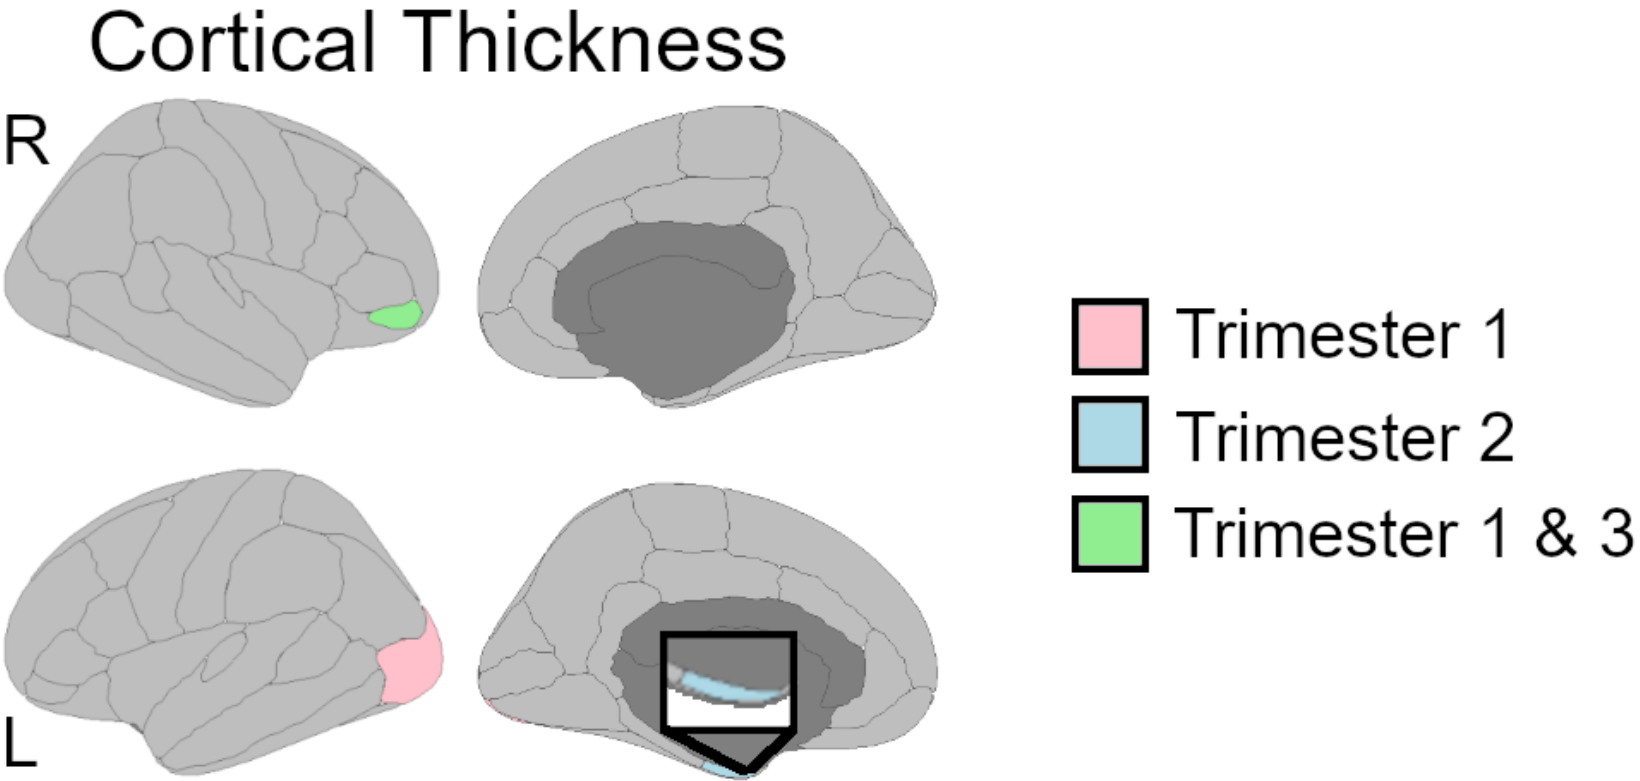 Cortical Thickness
R
L
Trimester 1
Trimester 2
Trimester 1 & 3